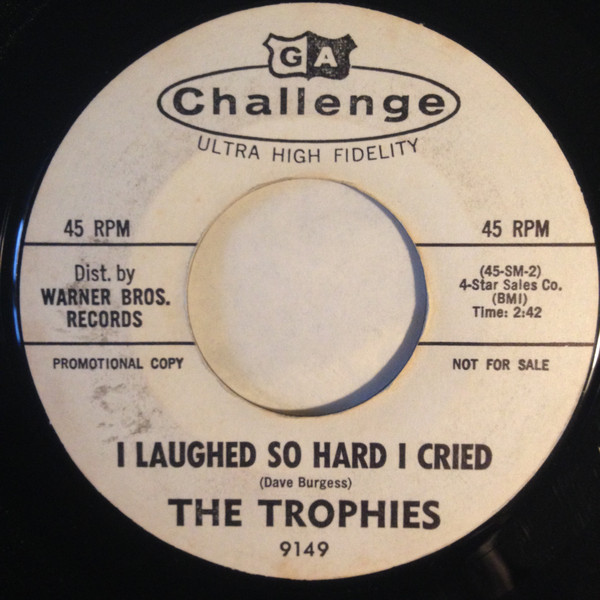 GA
Challenge
ULTRA HIGH FIDELITY
45 RPM
45 RPM
Dist. by
WARNER BROS.
RECORDS
(45-SM-2)
4-Star Sales Co.
(BMI)
Time: 2:42
PROMOTIONAL COPY
NOT FOR SALE
I LAUGHED SO HARD I CRIED
(Dave Burgess)
THE TROPHIES
9149